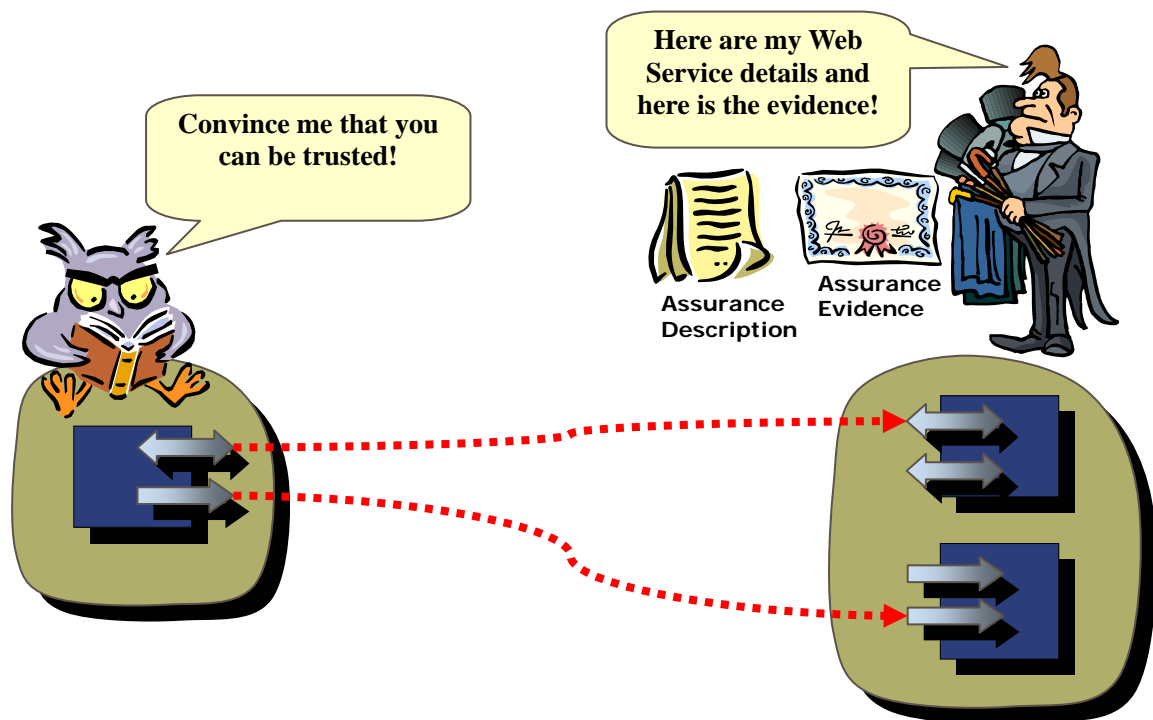 Here are my Web
Service details and
here is the evidence!
Convince me that you
can be trusted!
Assurance
Description
Assurance
Evidence